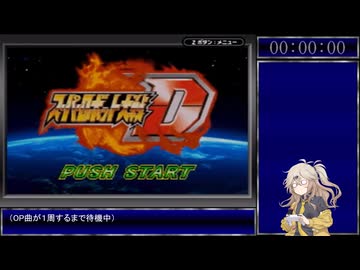 Z ボタン：メニュー
00:00:00
スーパーロボット大戦
D
PUSH START
（OP曲が1周するまで待機中）